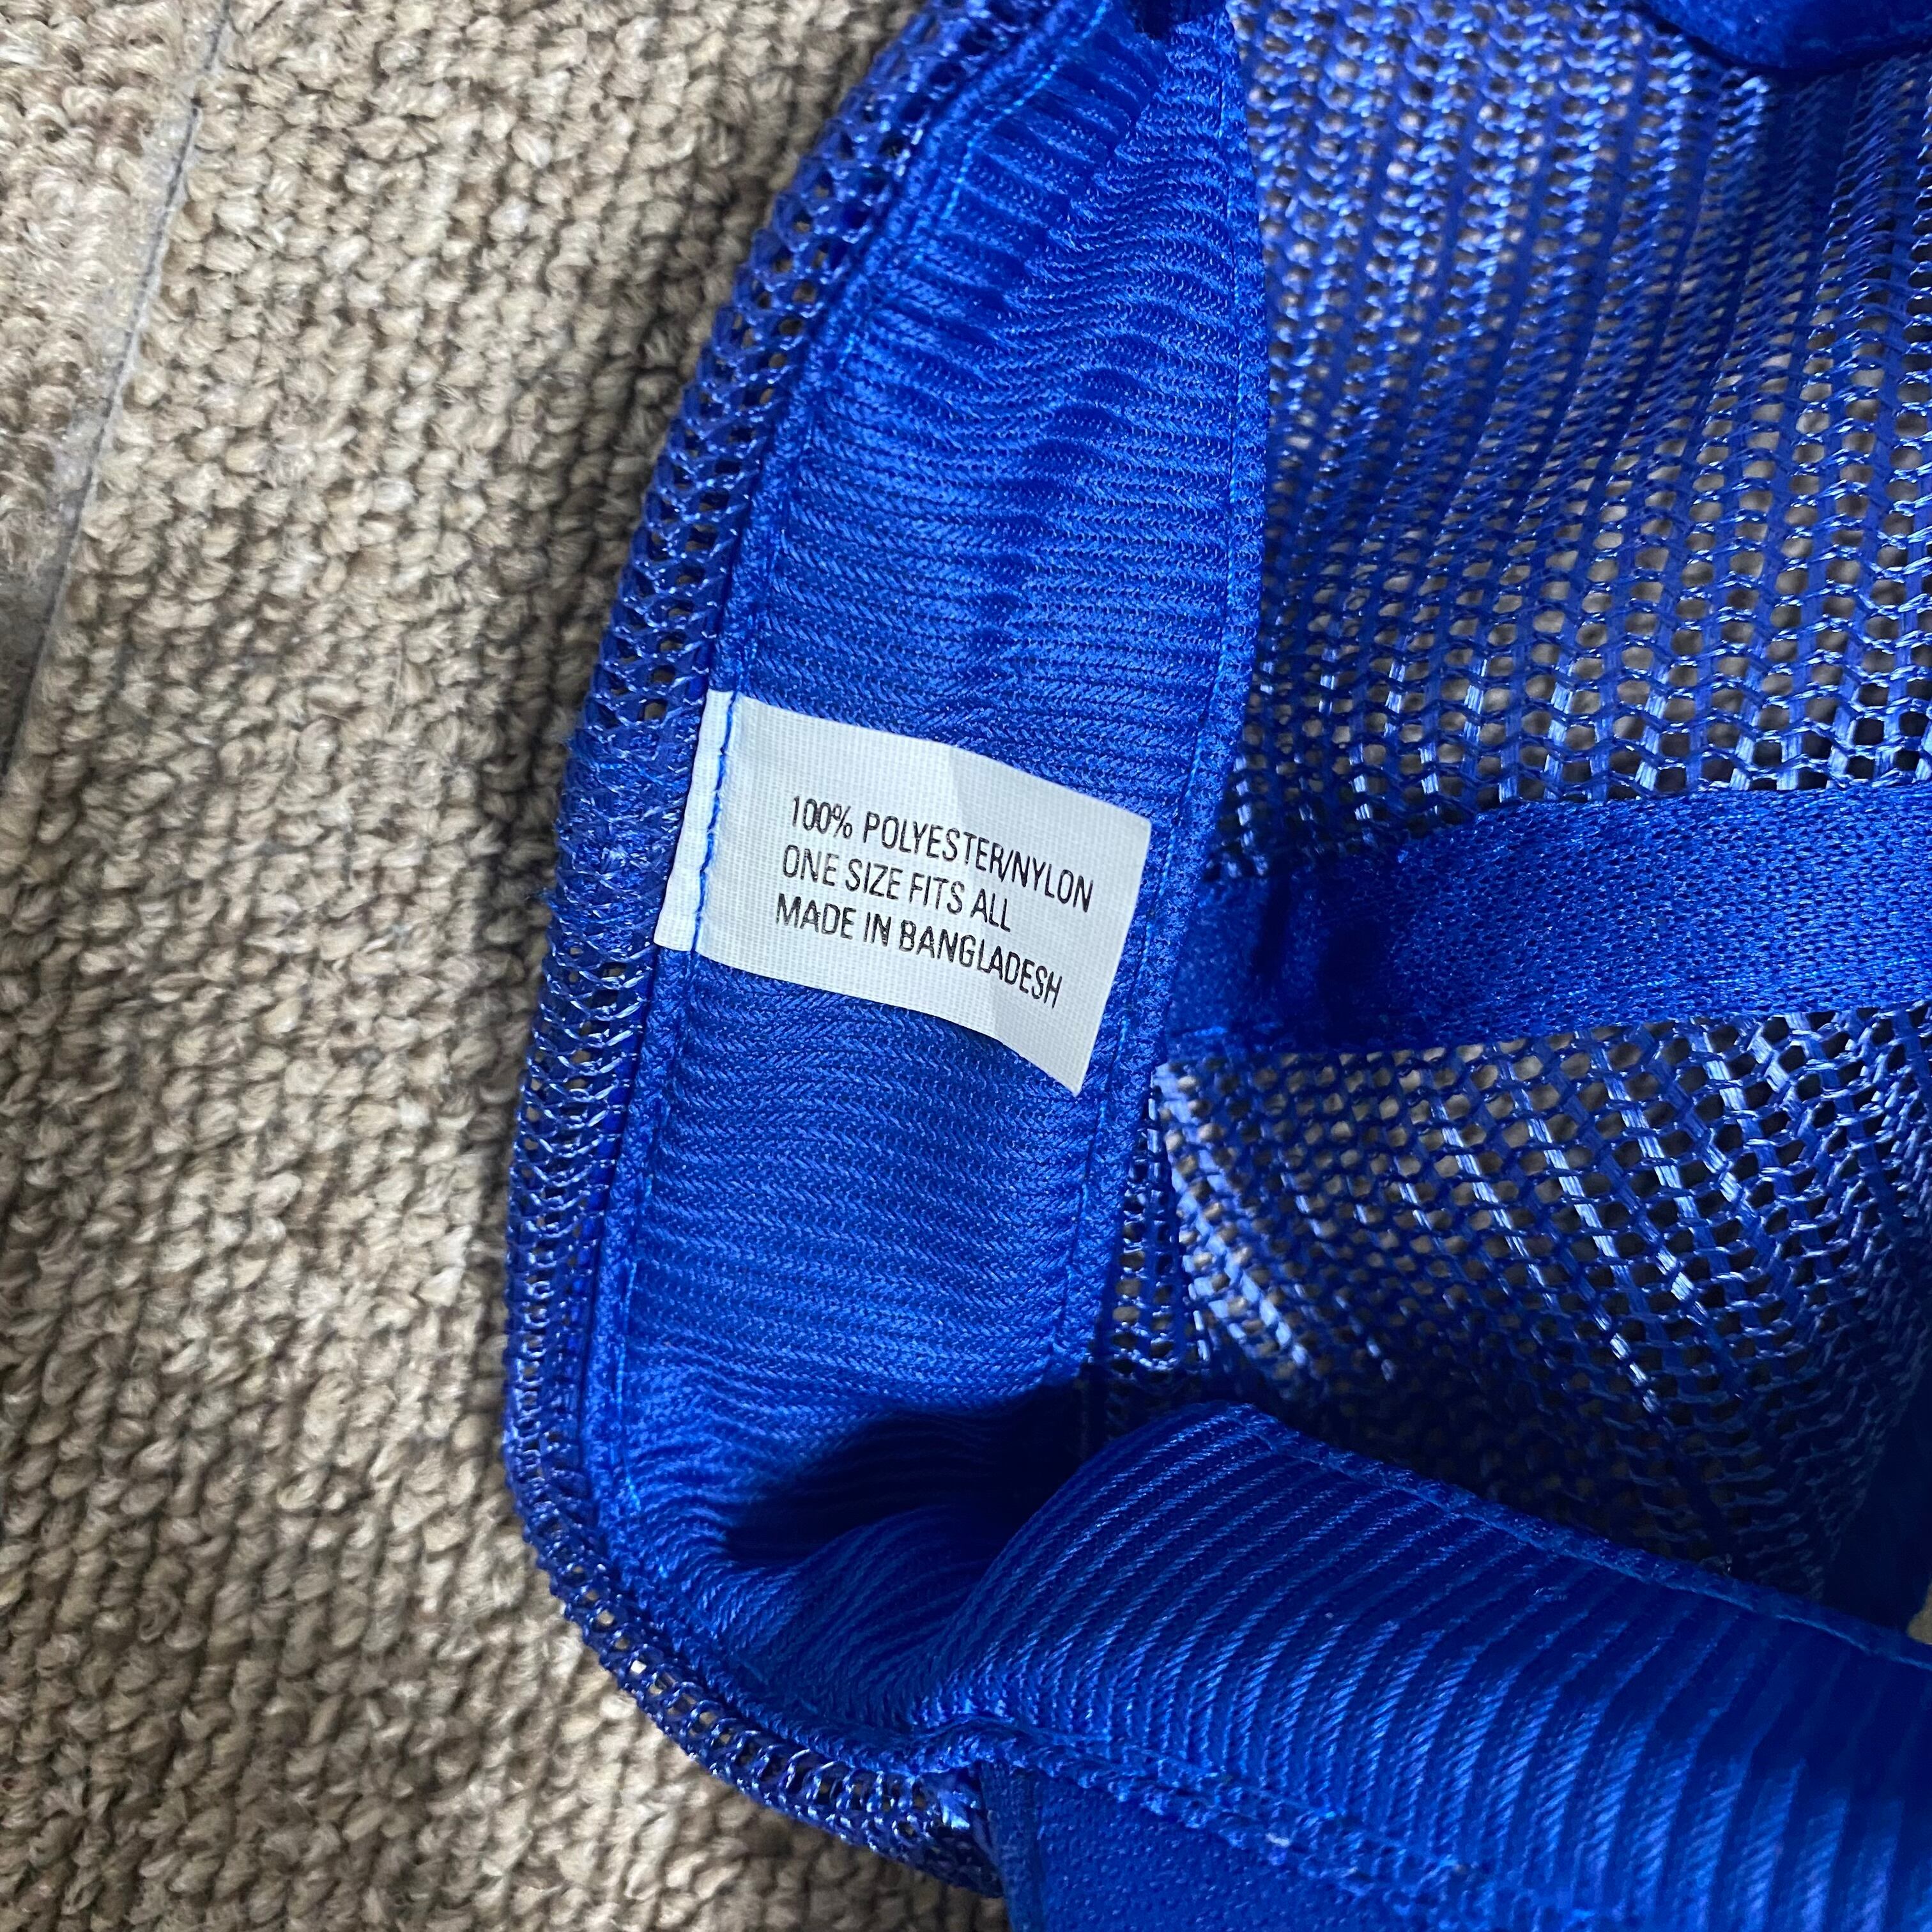 100% POLYESTER/NYLON
ONE SIZE FITS ALL
MADE IN BANGLADESH